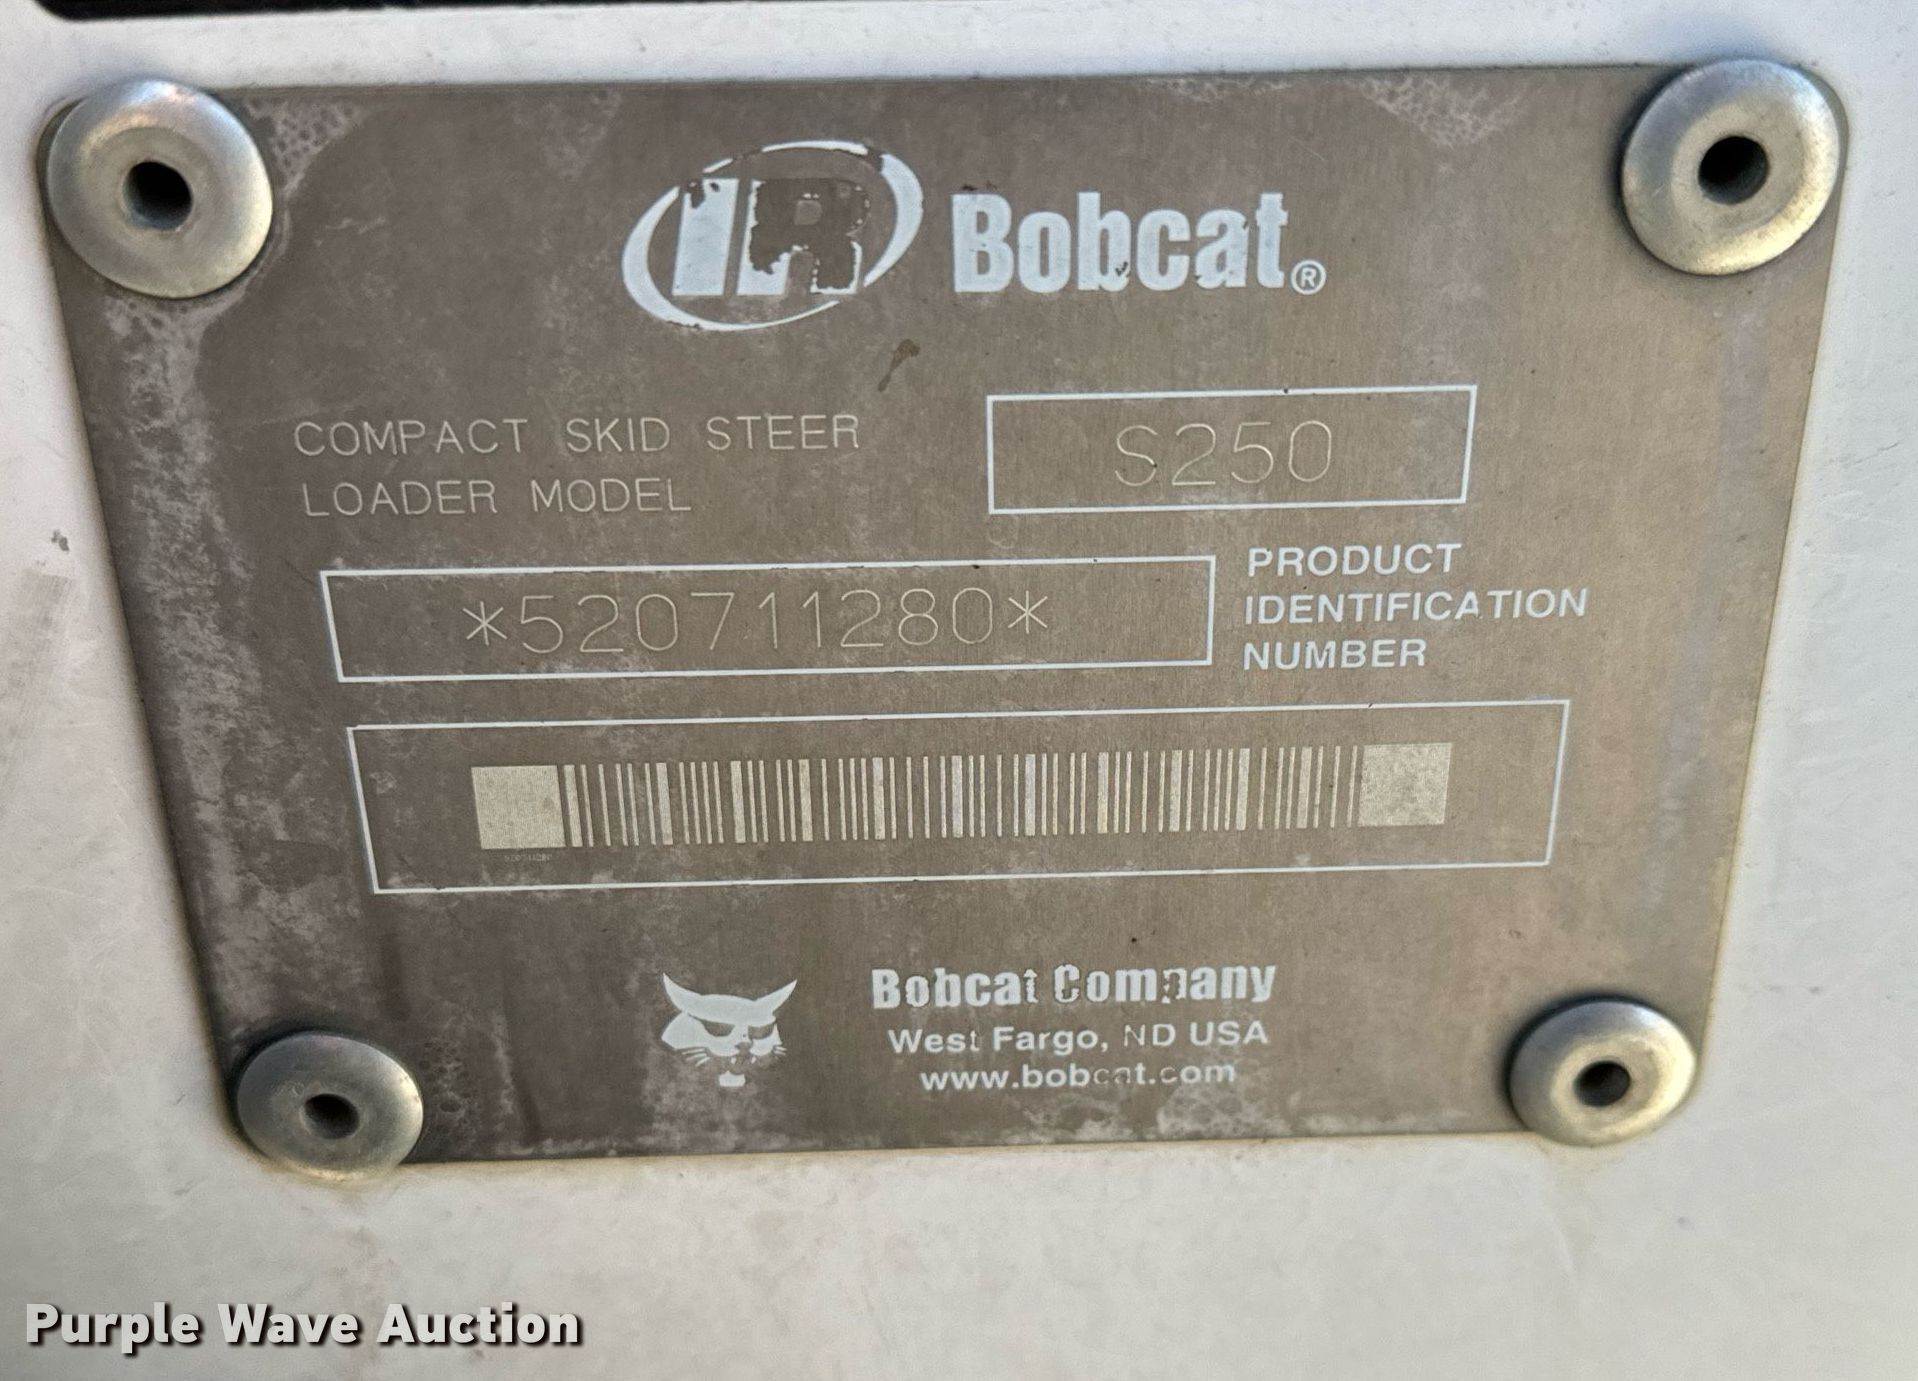 IR Bobcat®
COMPACT SKID STEER
LOADER MODEL
S250
*520711280*
PRODUCT
IDENTIFICATION
NUMBER
520711280
Bobcat Company
West Fargo, ND USA
www.bobcat.com
Purple Wave Auction